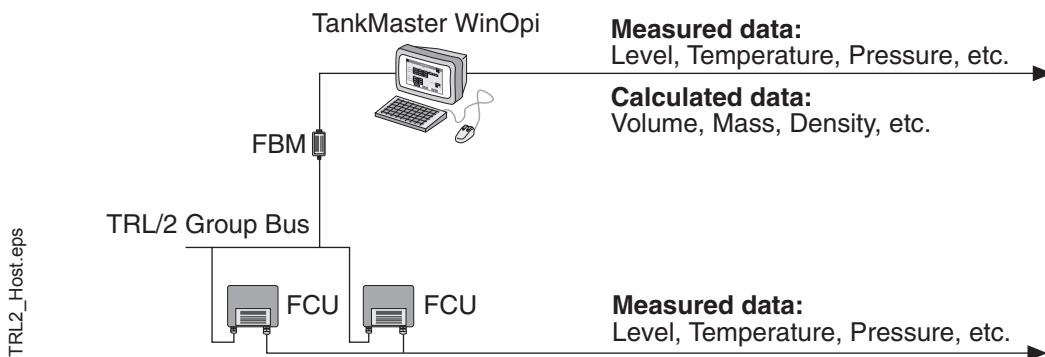 TankMaster WinOpi
Measured data:
Level, Temperature, Pressure, etc.
Calculated data:
Volume, Mass, Density, etc.
FBM
TRL/2 Group Bus
FCU
FCU
Measured data:
Level, Temperature, Pressure, etc.
TRL2_Host.eps